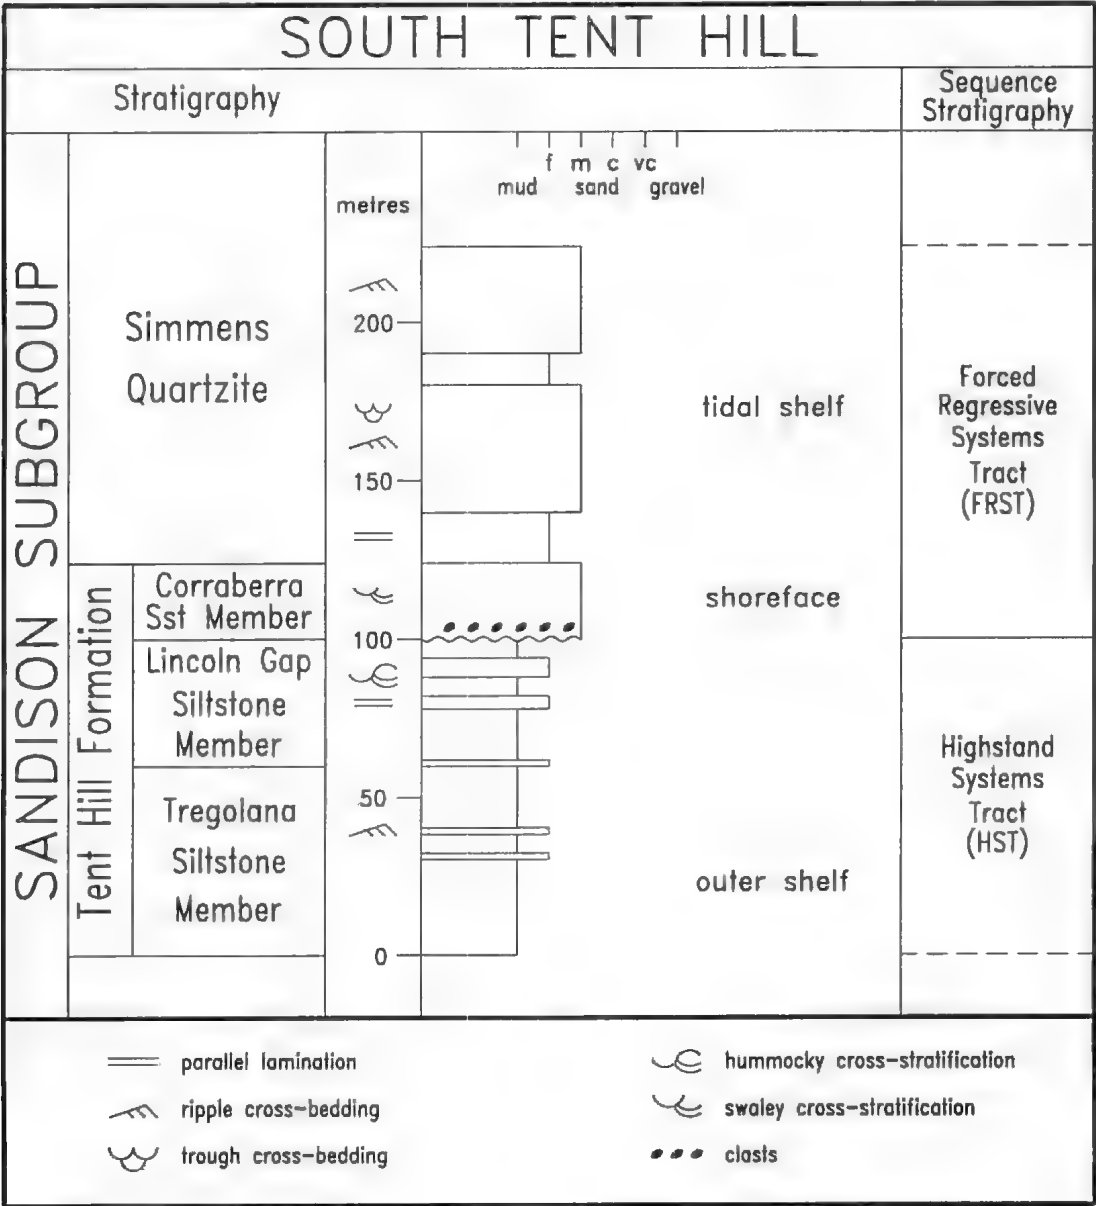 SOUTH TENT HILL
Stratigraphy
Sequence
Stratigraphy
f m c vc
mud sand gravel
metres
SANDISON SUBGROUP
Simmens
Quartzite
200
150
100
50
0
tidal shelf
Forced
Regressive
Systems
Tract
(FRST)
Tent Hill Formation
Corraberra
Sst Member
shoreface
Lincoln Gap
Siltstone
Member
Highstand
Systems
Tract
(HST)
Tregolana
Siltstone
Member
outer shelf
parallel lamination
ripple cross-bedding
trough cross-bedding
hummocky cross-stratification
swaley cross-stratification
clasts